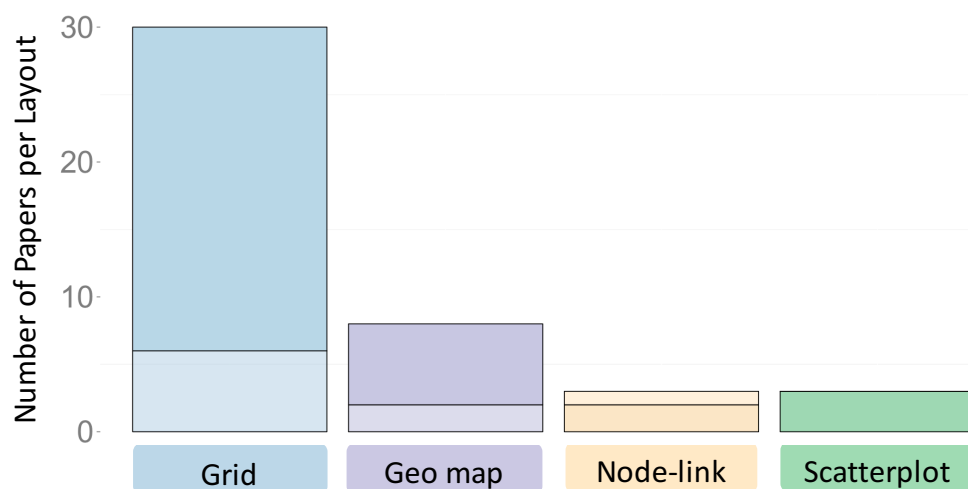 Number of Papers per Layout
30
20
10
0
Grid
Geo map
Node-link
Scatterplot